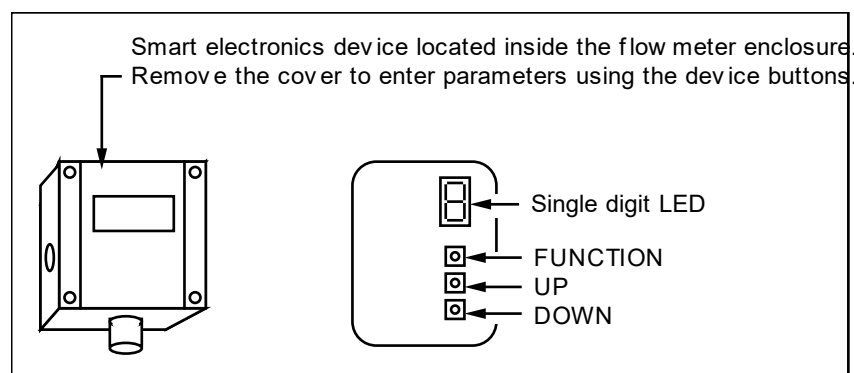 Smart electronics device located inside the flow meter enclosure.
Remove the cover to enter parameters using the device buttons.
Single digit LED
FUNCTION
UP
DOWN